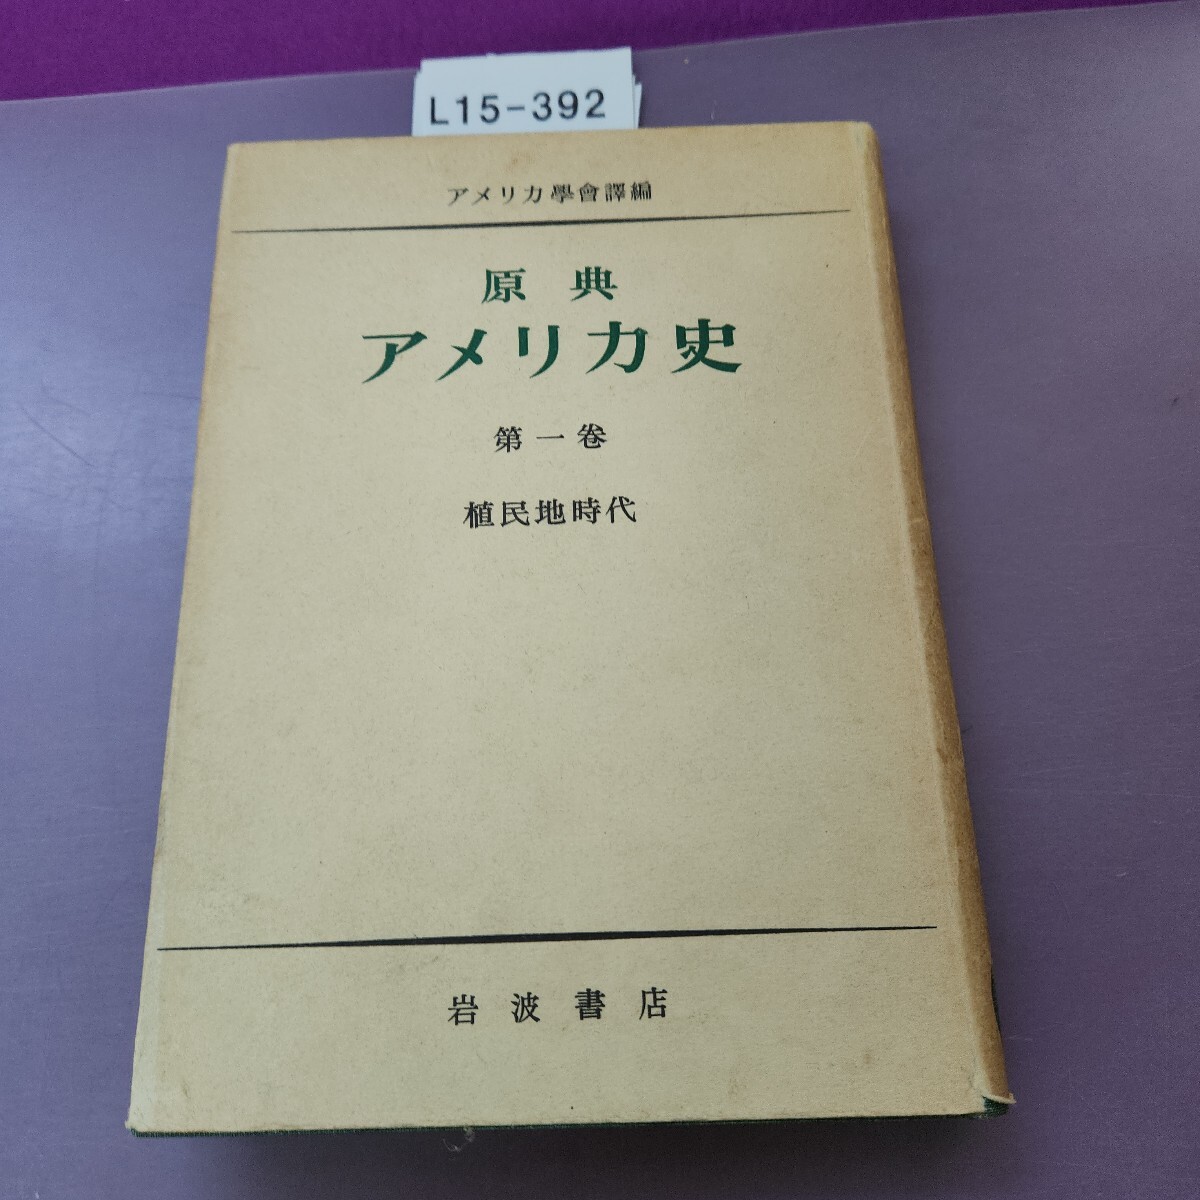 L15-392
アメリカ學會譯編
原典
アメリカ史
第一巻
植民地時代
岩波書店